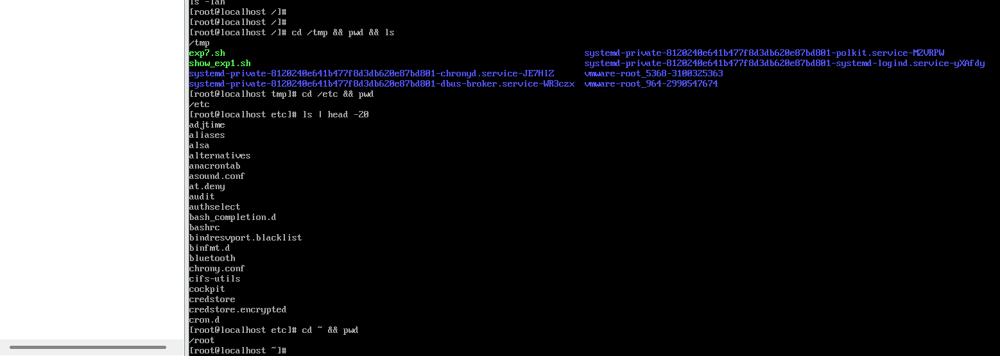 ls -lah
[root@localhost /]#
[root@localhost /]#
[root@localhost /]# cd /tmp && pwd && ls
/tmp
exp7.sh systemd-private-8120240e641b477f8d3db620e87bd801-polkit.service-M2VRPW
show_exp1.sh systemd-private-8120240e641b477f8d3db620e87bd801-systemd-logind.service-yXAfdy
systemd-private-8120240e641b477f8d3db620e87bd801-chronyd.service-JE7HlZ vmware-root_5368-3100325363
systemd-private-8120240e641b477f8d3db620e87bd801-dbus-broker.service-WR3czx vmware-root_964-2990547674
[root@localhost tmp]# cd /etc && pwd
/etc
[root@localhost etc]# ls | head -20
adjtime
aliases
alsa
alternatives
anacrontab
asound.conf
at.deny
audit
authselect
bash_completion.d
bashrc
bindresvport.blacklist
binfmt.d
bluetooth
chrony.conf
cifs-utils
cockpit
credstore
credstore.encrypted
cron.d
[root@localhost etc]# cd ~ && pwd
/root
[root@localhost ~]#